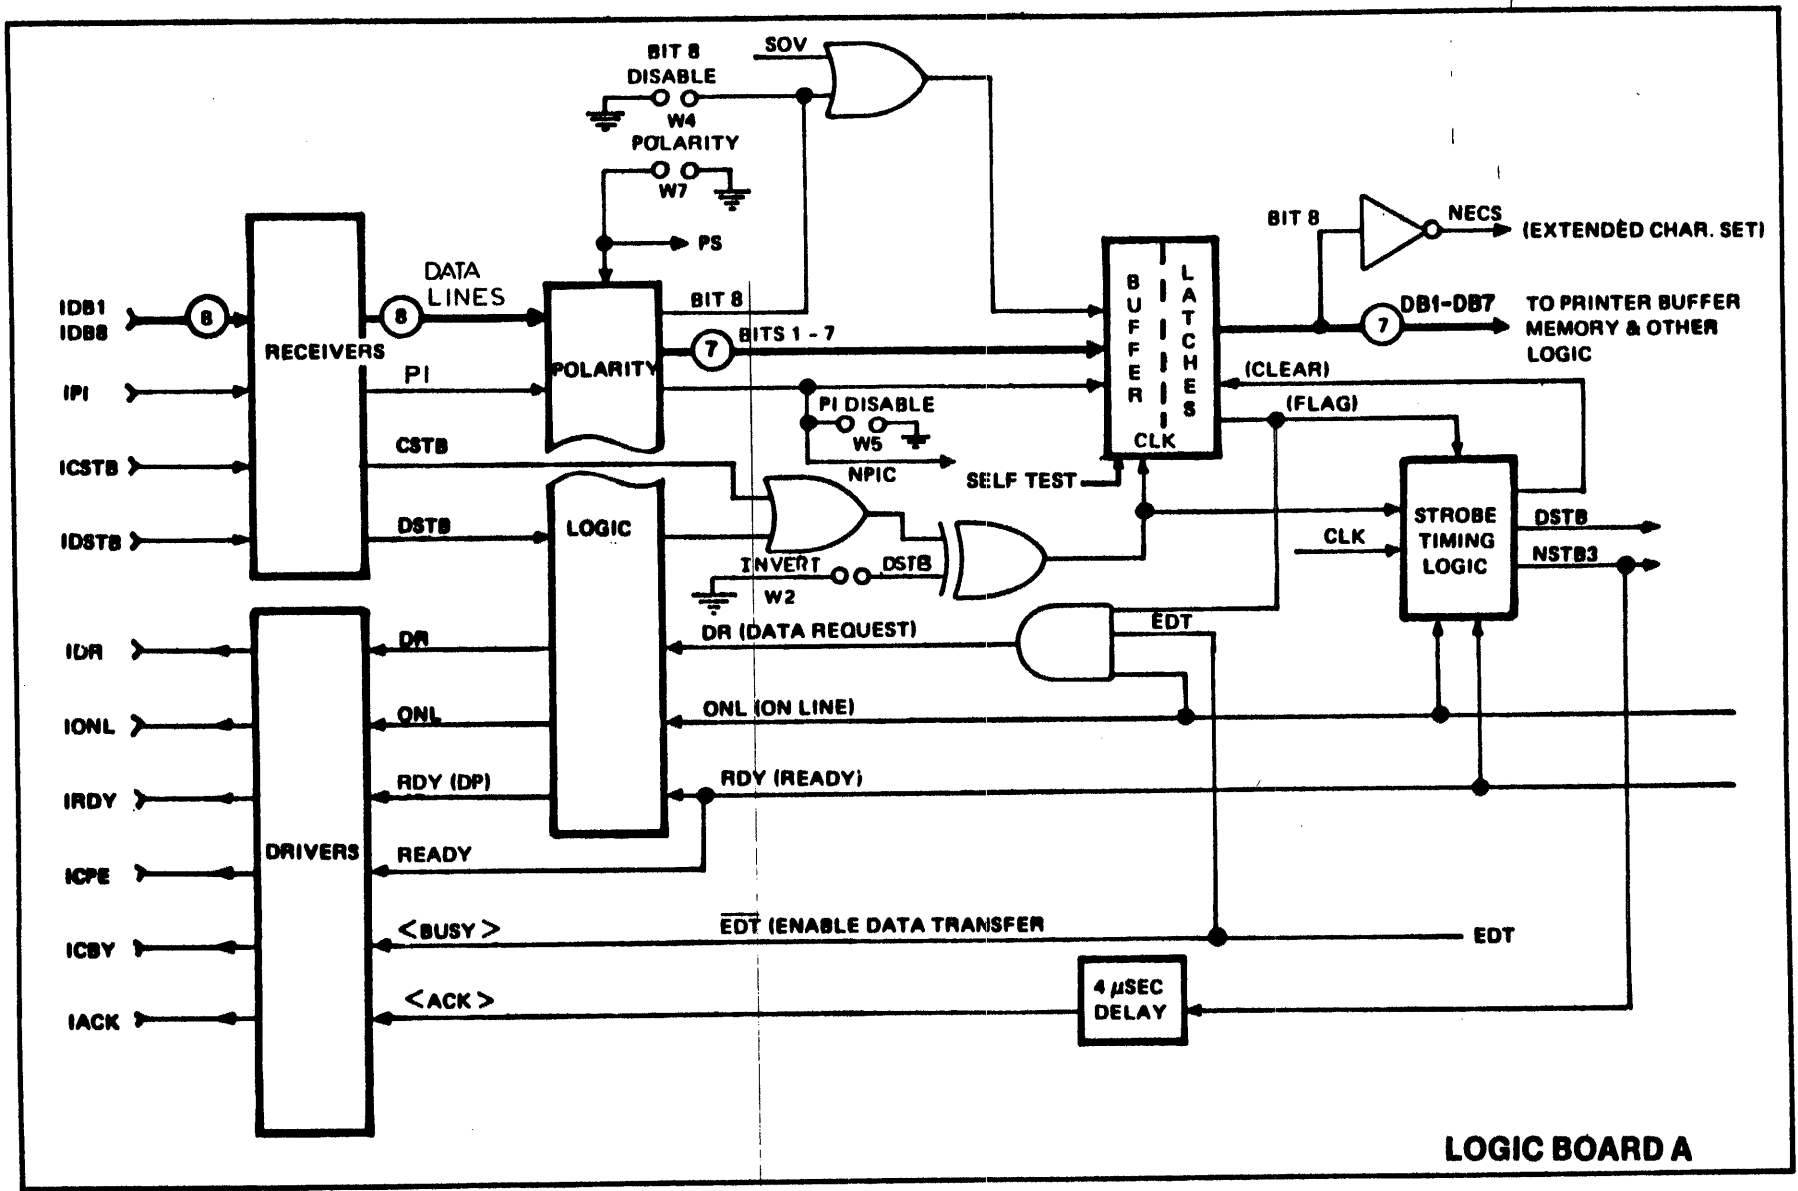 SOV
BIT 8
DISABLE
W4
POLARITY
W7
PS
BIT 8
NECS
(EXTENDED CHAR. SET)
IDB1
IDB8
8
RECEIVERS
DATA
LINES
8
BIT 8
7
BITS 1 - 7
POLARITY
BUFFER
LATCHES
CLK
7
DB1-DB7
TO PRINTER BUFFER
MEMORY & OTHER
LOGIC
(CLEAR)
(FLAG)
IPI
PI
PI DISABLE
W5
NPIC
SELF TEST
ICSTB
CSTB
IDSTB
DSTB
LOGIC
INVERT
DSTB
W2
CLK
STROBE
TIMING
LOGIC
DSTB
NSTB3
IDR
DR
DR (DATA REQUEST)
EDT
IONL
ONL
ONL (ON LINE)
IRDY
RDY (DP)
RDY (READY)
DRIVERS
ICPE
READY
ICBY
<BUSY>
EDT (ENABLE DATA TRANSFER
EDT
IACK
<ACK>
4 µSEC
DELAY
LOGIC BOARD A